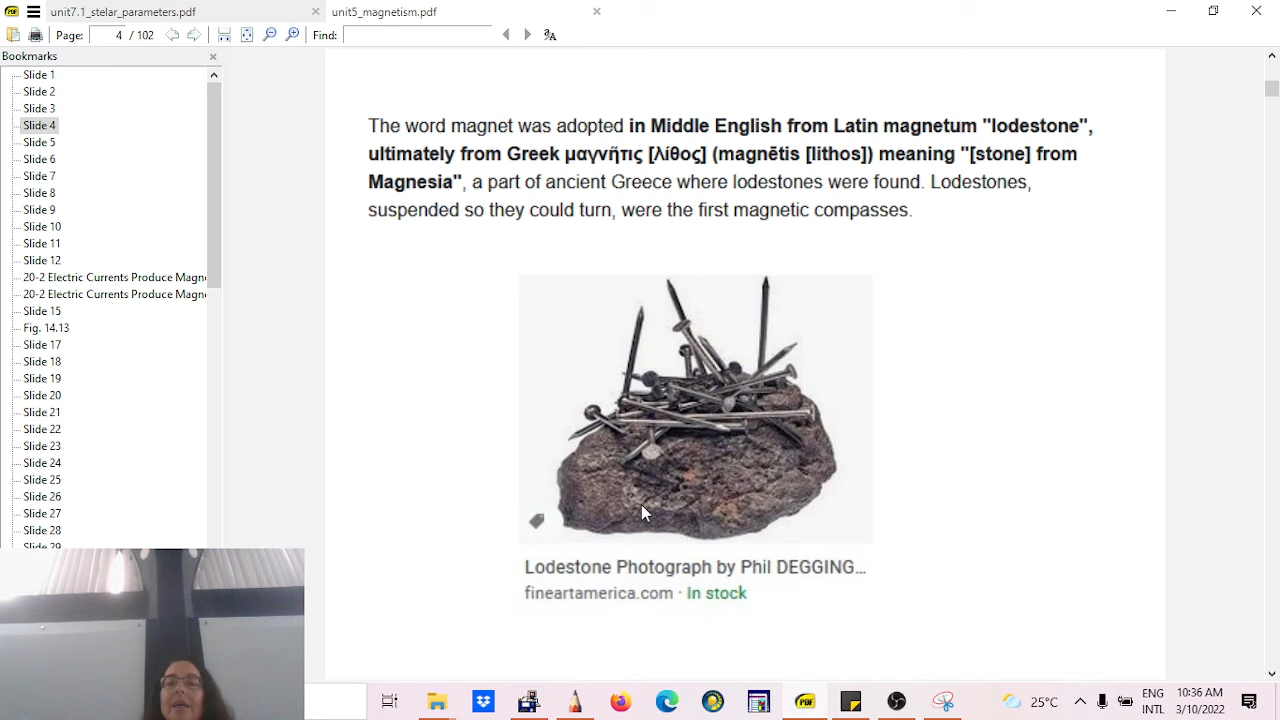 unit7.1_stelar_parameters.pdf
unit5_magnetism.pdf
Page: 4 / 102
Find:
Bookmarks
Slide 1
Slide 2
Slide 3
Slide 4
Slide 5
Slide 6
Slide 7
Slide 8
Slide 9
Slide 10
Slide 11
Slide 12
20-2 Electric Currents Produce Magn
20-2 Electric Currents Produce Magn
Slide 15
Fig. 14.13
Slide 17
Slide 18
Slide 19
Slide 20
Slide 21
Slide 22
Slide 23
Slide 24
Slide 25
Slide 26
Slide 27
Slide 28
Slide 29
The word magnet was adopted in Middle English from Latin magnetum "lodestone",
ultimately from Greek μαγνῆτις [λίθος] (magnētis [lithos]) meaning "[stone] from
Magnesia", a part of ancient Greece where lodestones were found. Lodestones,
suspended so they could turn, were the first magnetic compasses.
Lodestone Photograph by Phil DEGGING...
fineartamerica.com · In stock
PDF
25°C
ENG
INTL
10:36 AM
3/10/2022